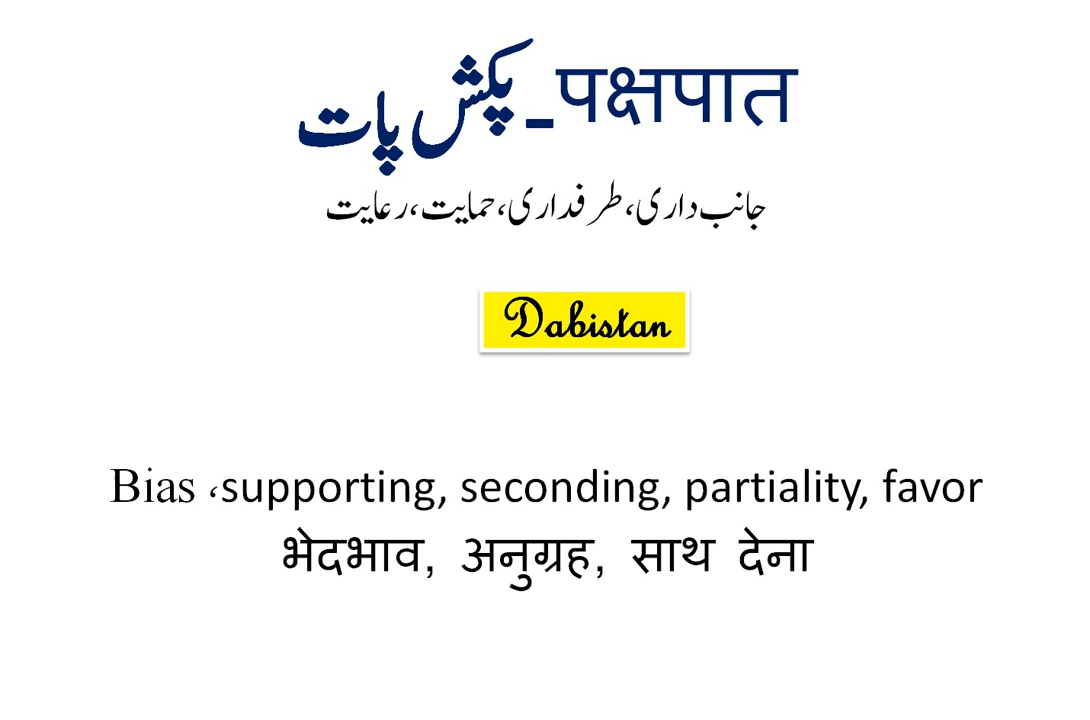 پکش پات-पक्षपात
جانب داری، طرفداری، حمایت، رعایت
Dabistan
Bias ،supporting, seconding, partiality, favor
भेदभाव, अनुग्रह, साथ देना